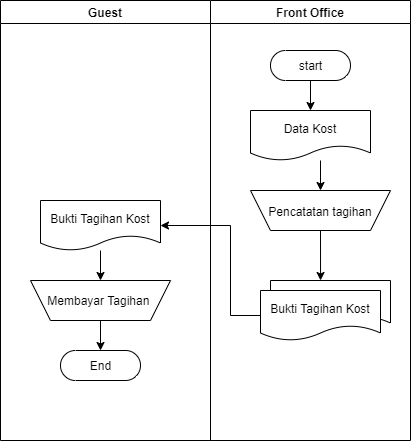 Guest
Front Office
start
Data Kost
Pencatatan tagihan
Bukti Tagihan Kost
Bukti Tagihan Kost
Membayar Tagihan
End